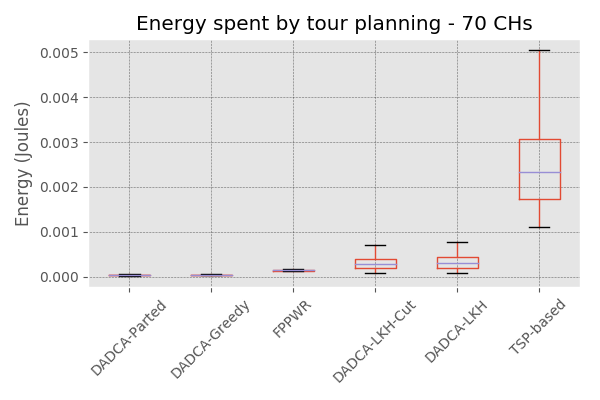 Energy spent by tour planning - 70 CHs
Energy (Joules)
0.005
0.004
0.003
0.002
0.001
0.000
DADCA-Parted
DADCA-Greedy
FPPWR
DADCA-LKH-Cut
DADCA-LKH
TSP-based